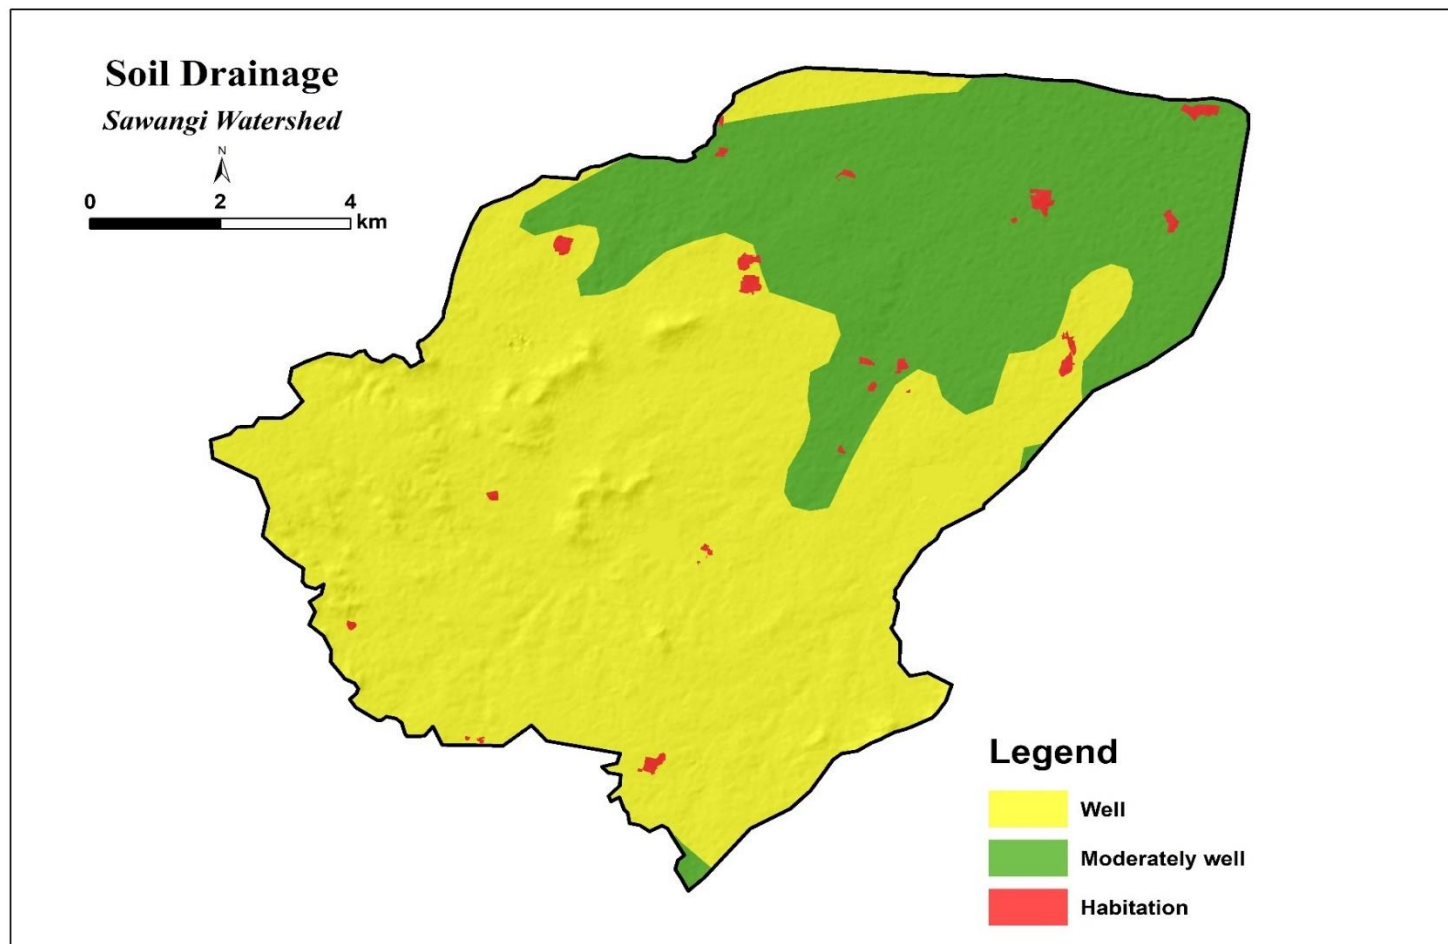 Soil Drainage
Sawangi Watershed
N
0 2 4
km
Legend
Well
Moderately well
Habitation